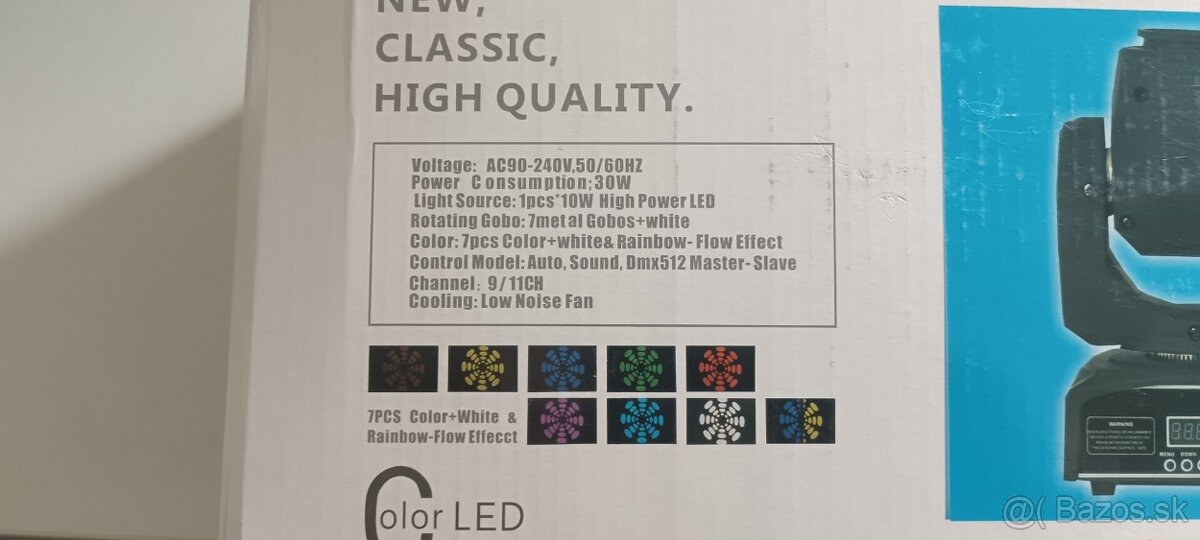 NEW,
CLASSIC,
HIGH QUALITY.
Voltage: AC90-240V,50/60HZ
Power Consumption;30W
Light Source:1pcs*10W High Power LED
Rotating Gobo: 7metal Gobos+white
Color: 7pcs Color+white& Rainbow-Flow Effect
Control Model: Auto, Sound, Dmx512 Master-Slave
Channel: 9/11CH
Cooling: Low Noise Fan
7PCS Color+White &
Rainbow-Flow Effecct
Color LED
WARNING
MENU DOWN
@( Bazos.sk